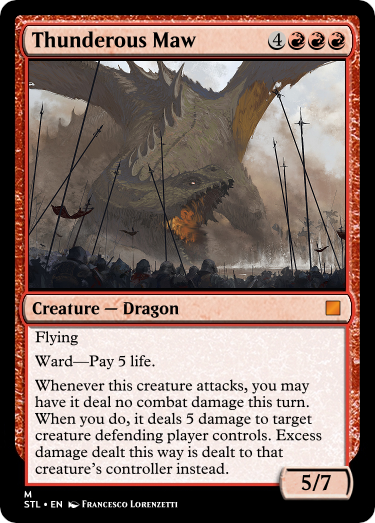 Thunderous Maw 4
Creature — Dragon
Flying
Ward—Pay 5 life.
Whenever this creature attacks, you may
have it deal no combat damage this turn.
When you do, it deals 5 damage to target
creature defending player controls. Excess
damage dealt this way is dealt to that
creature's controller instead.
5/7
M
STL • EN Francesco Lorenzetti